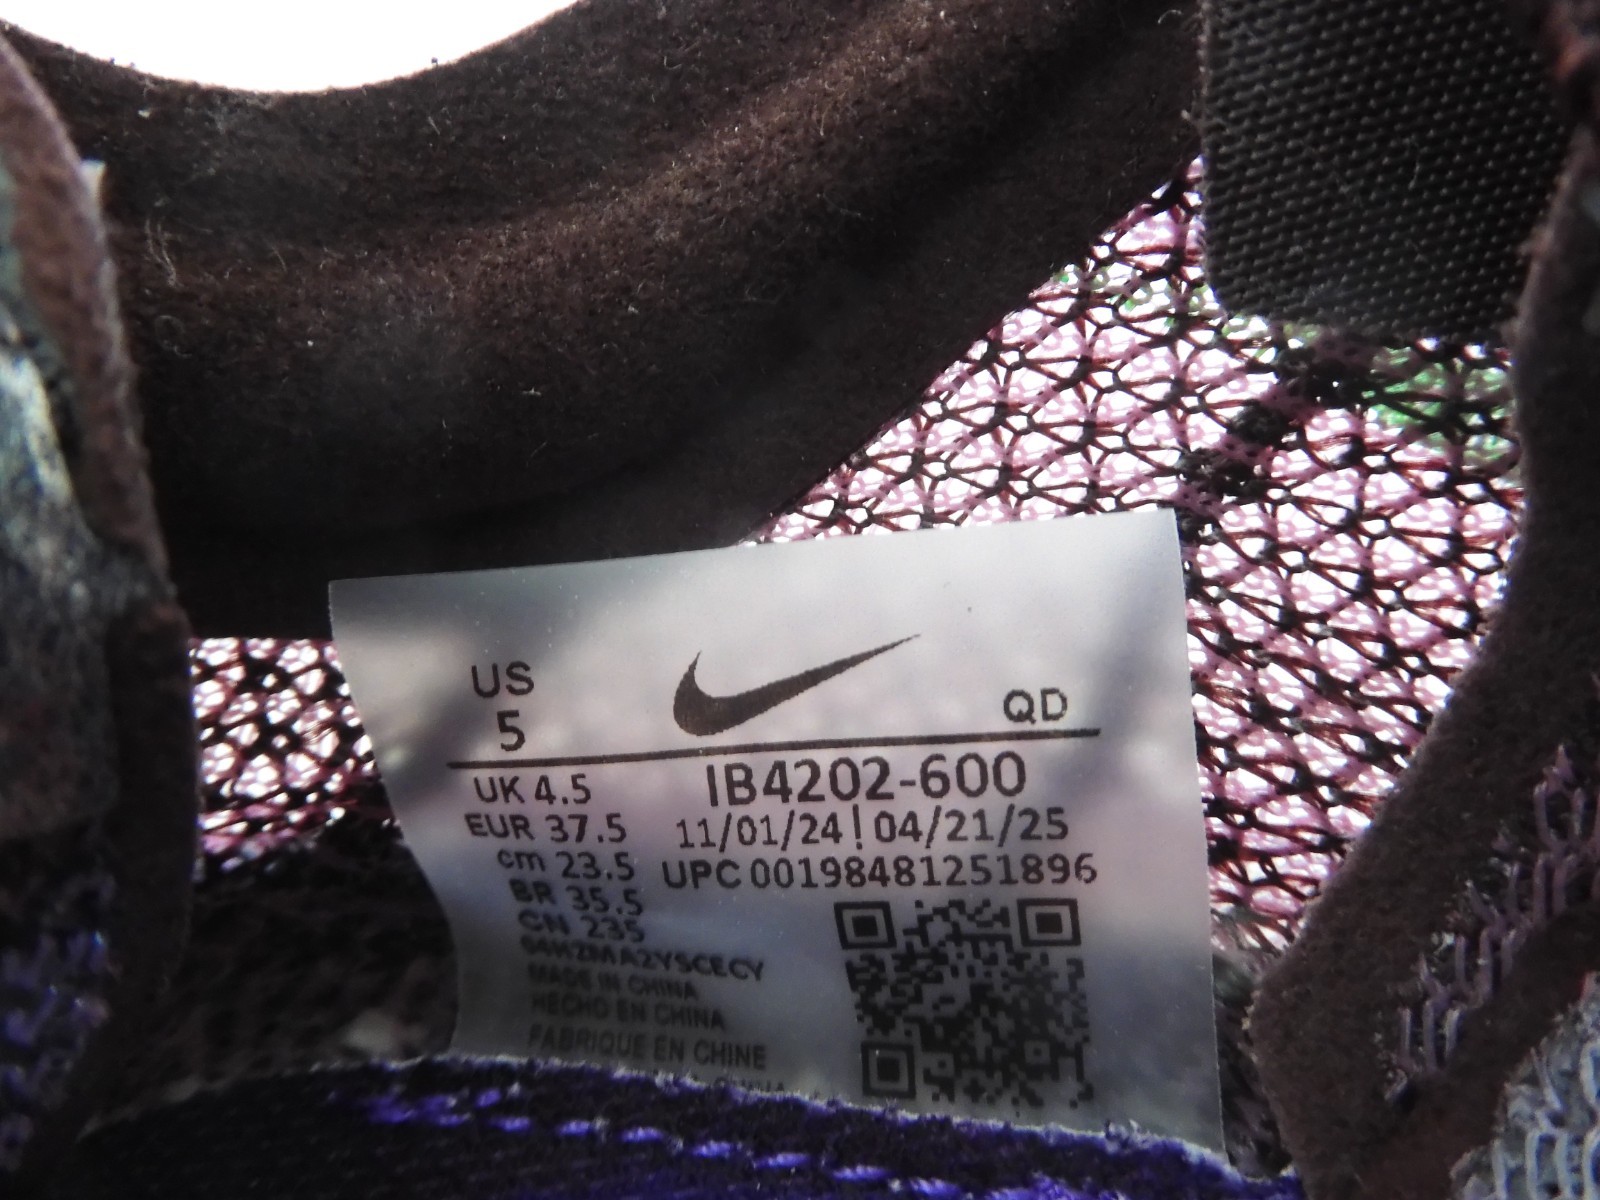 US
5
QD
UK 4.5
IB4202-600
EUR 37.5
11/01/24 | 04/21/25
cm 23.5
UPC 00198481251896
BR 35.5
CN 235
MADE IN CHINA
HECHO EN CHINA
FABRIQUE EN CHINE